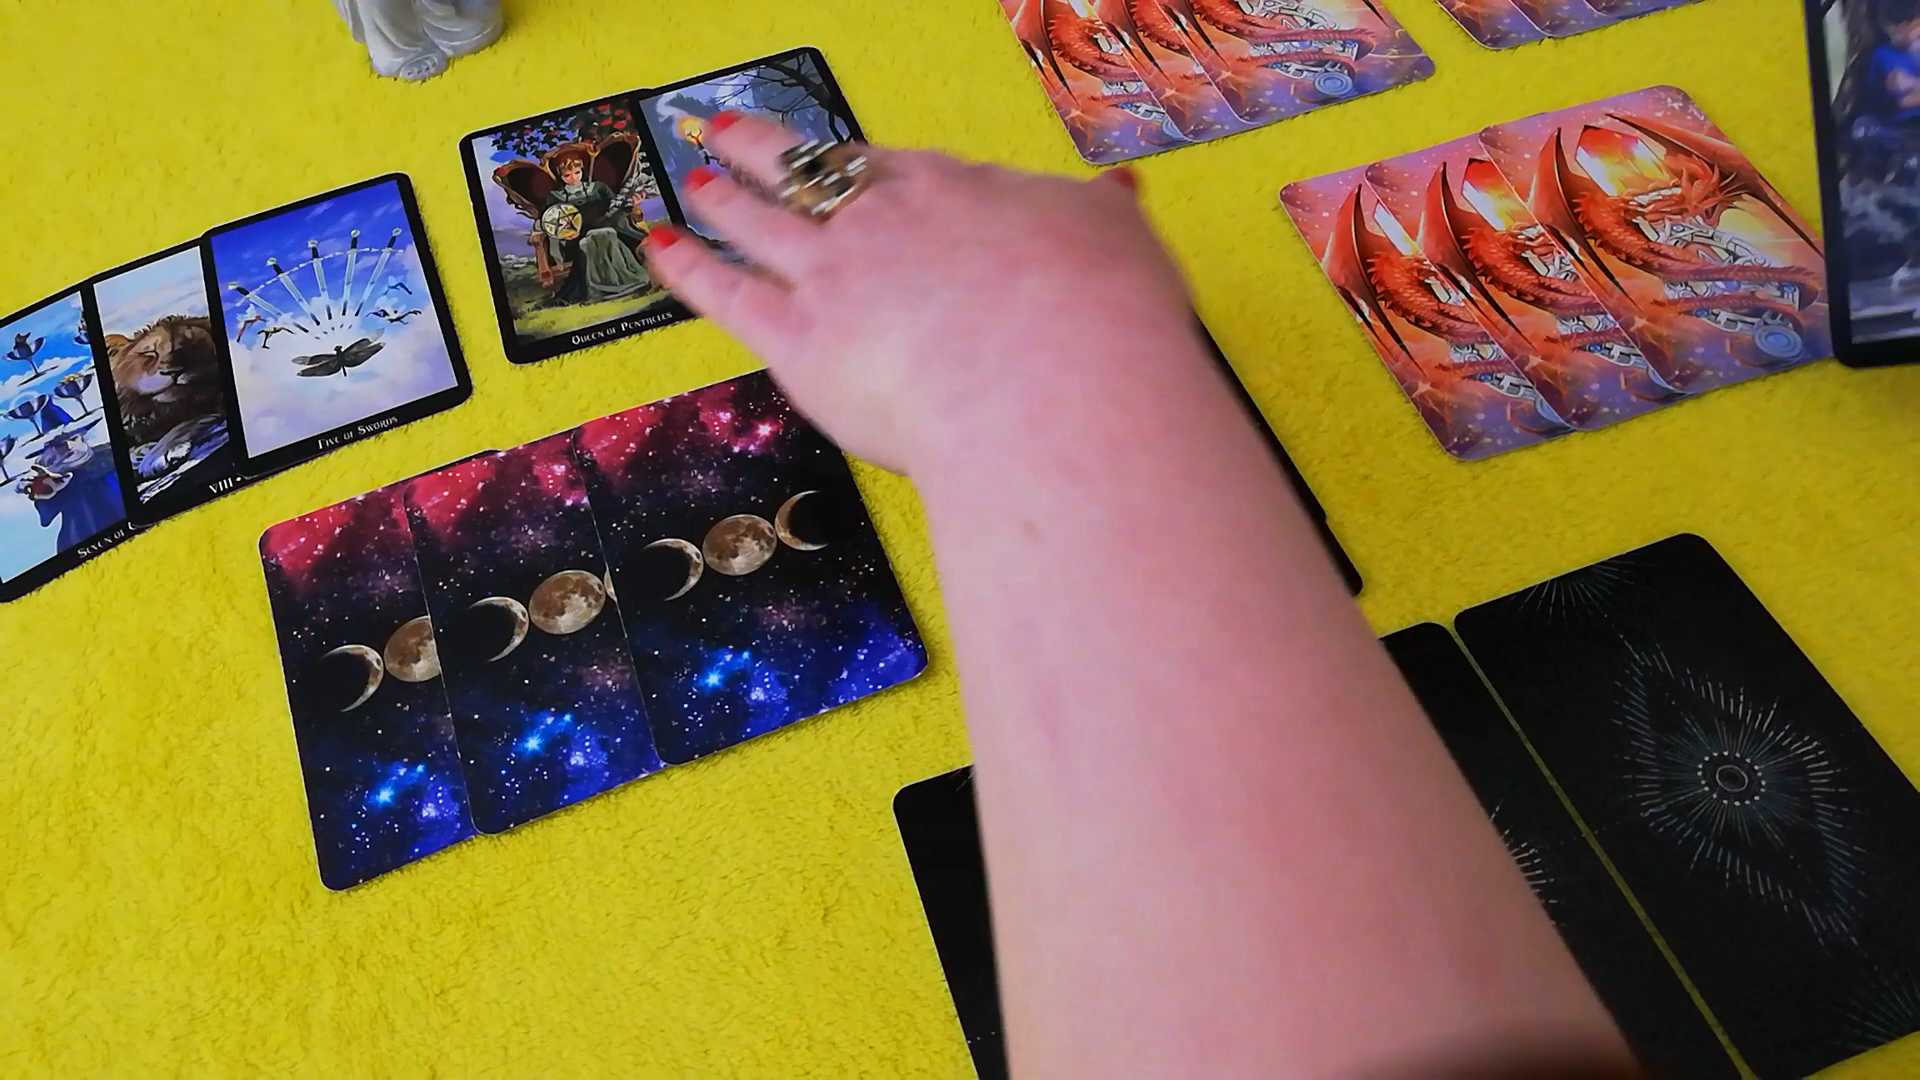 QUEEN OF PENTACLES
FIVE OF SWORDS
VIII
SEVEN OF